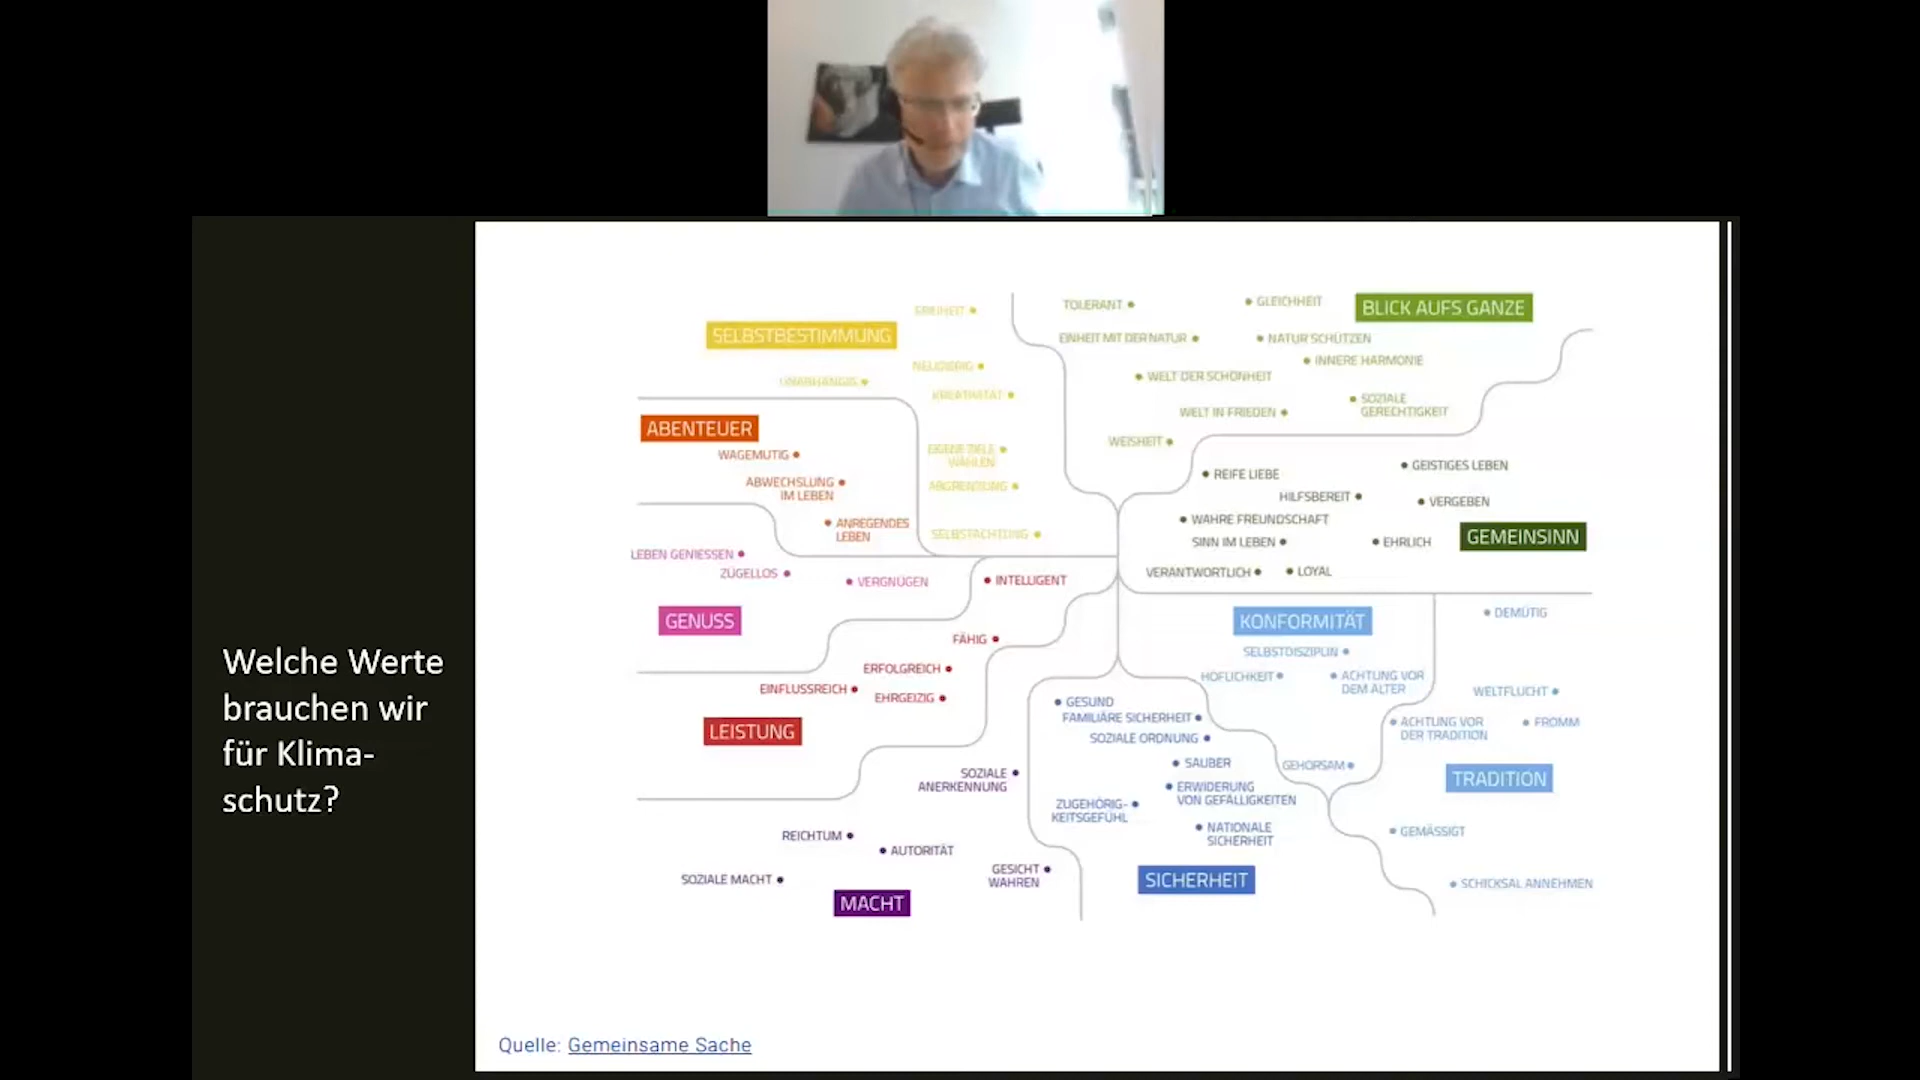 Welche Werte
brauchen wir
für Klima-
schutz?
SELBSTBESTIMMUNG
FREIHEIT
NEUGIERIG
UNABHÄNGIG
KREATIVITÄT
EIGENE ZIELE
WÄHLEN
ABGRENZUNG
SELBSTACHTUNG
BLICK AUFS GANZE
TOLERANT
GLEICHHEIT
EINHEIT MIT DER NATUR
NATUR SCHÜTZEN
INNERE HARMONIE
WELT DER SCHÖNHEIT
WELT IN FRIEDEN
SOZIALE
GERECHTIGKEIT
WEISHEIT
ABENTEUER
WAGEMUTIG
ABWECHSLUNG
IM LEBEN
ANREGENDES
LEBEN
REIFE LIEBE
GEISTIGES LEBEN
HILFSBEREIT
VERGEBEN
WAHRE FREUNDSCHAFT
SINN IM LEBEN
EHRLICH
GEMEINSINN
VERANTWORTLICH
LOYAL
LEBEN GENIESSEN
ZÜGELLOS
VERGNÜGEN
GENUSS
INTELLIGENT
FÄHIG
ERFOLGREICH
EINFLUSSREICH
EHRGEIZIG
LEISTUNG
KONFORMITÄT
SELBSTDISZIPLIN
HÖFLICHKEIT
ACHTUNG VOR
DEM ALTER
GEHORSAM
DEMÜTIG
WELTFLUCHT
ACHTUNG VOR
DER TRADITION
FROMM
TRADITION
GEMÄSSIGT
SCHICKSAL ANNEHMEN
GESUND
FAMILIÄRE SICHERHEIT
SOZIALE ORDNUNG
SAUBER
ERWIDERUNG
VON GEFÄLLIGKEITEN
ZUGEHÖRIG-
KEITSGEFÜHL
NATIONALE
SICHERHEIT
SICHERHEIT
SOZIALE
ANERKENNUNG
REICHTUM
AUTORITÄT
SOZIALE MACHT
GESICHT
WAHREN
MACHT
Quelle: Gemeinsame Sache